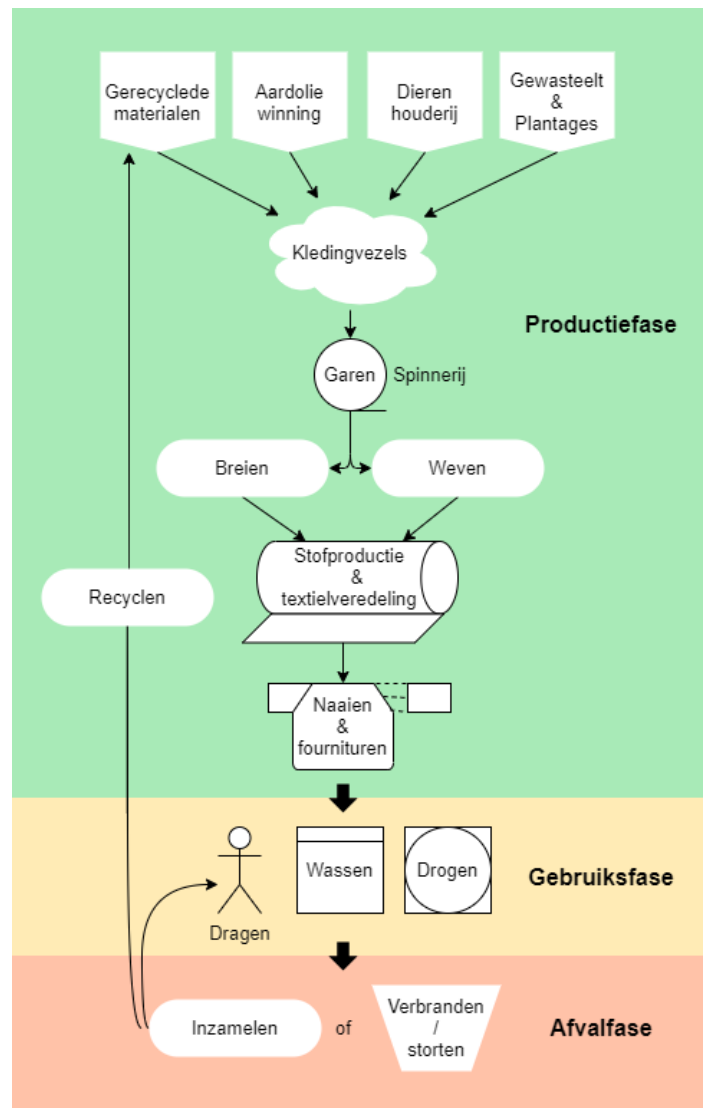 Gerecyclede
materialen
Aardolie
winning
Dieren
houderij
Gewasteelt
&
Plantages
Kledingvezels
Productiefase
Garen
Spinnerij
Breien
Weven
Stofproductie
&
textielveredeling
Recyclen
Naaien
&
fournituren
Wassen
Drogen
Gebruiksfase
Dragen
Inzamelen
of
Verbranden
/
storten
Afvalfase